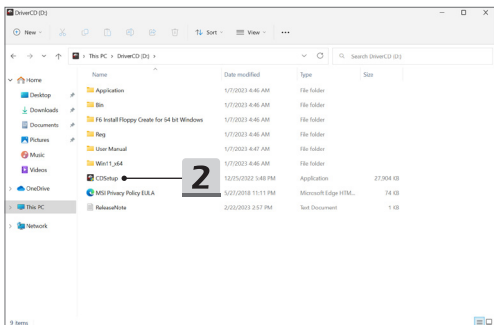 DriverCD (D:)
New
Sort
View
This PC > DriverCD (D:) >
Search DriverCD (D:)
Name Date modified Type Size
Home
Desktop
Downloads
Documents
Pictures
Music
Videos
OneDrive
This PC
Network
Application 1/7/2023 4:46 AM File folder
Bin 1/7/2023 4:46 AM File folder
F6 Install Floppy Create for 64 bit Windows 1/7/2023 4:46 AM File folder
Reg 1/7/2023 4:46 AM File folder
User Manual 1/7/2023 4:47 AM File folder
Win11_x64 1/7/2023 4:46 AM File folder
CDSetup 2 12/15/2022 5:48 PM Application 27,904 KB
MSI Privacy Policy EULA 5/27/2018 11:11 PM Microsoft Edge HTM... 74 KB
ReleaseNote 2/22/2023 2:57 PM Text Document 1 KB
9 items